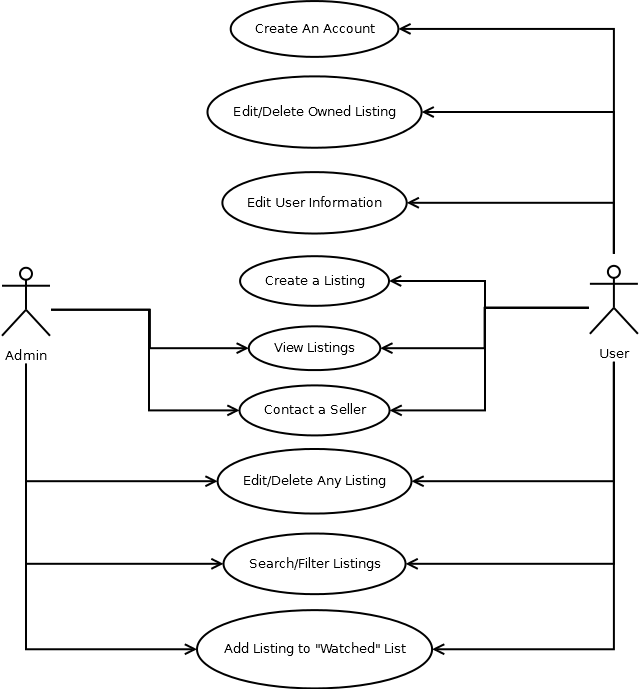 Create An Account
Edit/Delete Owned Listing
Edit User Information
Create a Listing
View Listings
Admin
User
Contact a Seller
Edit/Delete Any Listing
Search/Filter Listings
Add Listing to "Watched" List